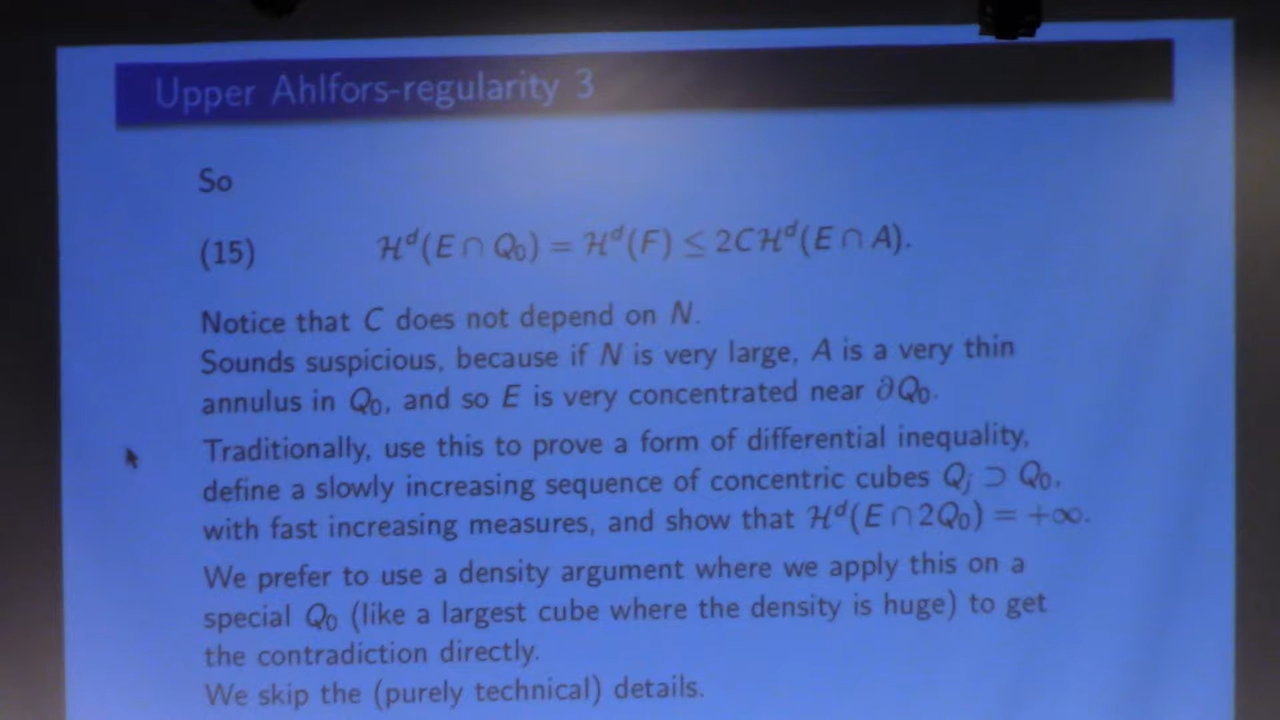 Upper Ahlfors-regularity 3
So
(15) ℋᵈ(E ∩ Q₀) = ℋᵈ(F) ≤ 2Cℋᵈ(E ∩ A).
Notice that C does not depend on N.
Sounds suspicious, because if N is very large, A is a very thin
annulus in Q₀, and so E is very concentrated near ∂Q₀.
Traditionally, use this to prove a form of differential inequality,
define a slowly increasing sequence of concentric cubes Qⱼ ⊃ Q₀,
with fast increasing measures, and show that ℋᵈ(E ∩ 2Q₀) = +∞.
We prefer to use a density argument where we apply this on a
special Q₀ (like a largest cube where the density is huge) to get
the contradiction directly.
We skip the (purely technical) details.